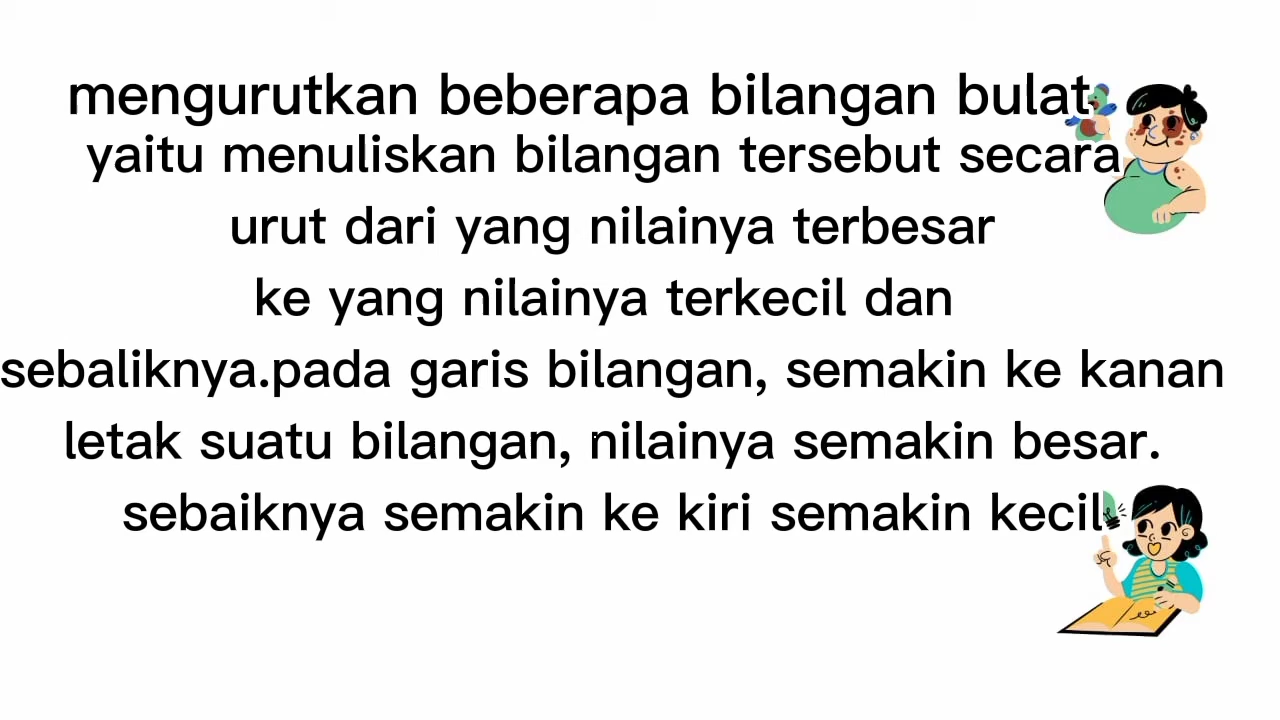 mengurutkan beberapa bilangan bulat
yaitu menuliskan bilangan tersebut secara
urut dari yang nilainya terbesar
ke yang nilainya terkecil dan
sebaliknya.pada garis bilangan, semakin ke kanan
letak suatu bilangan, nilainya semakin besar.
sebaiknya semakin ke kiri semakin kecil